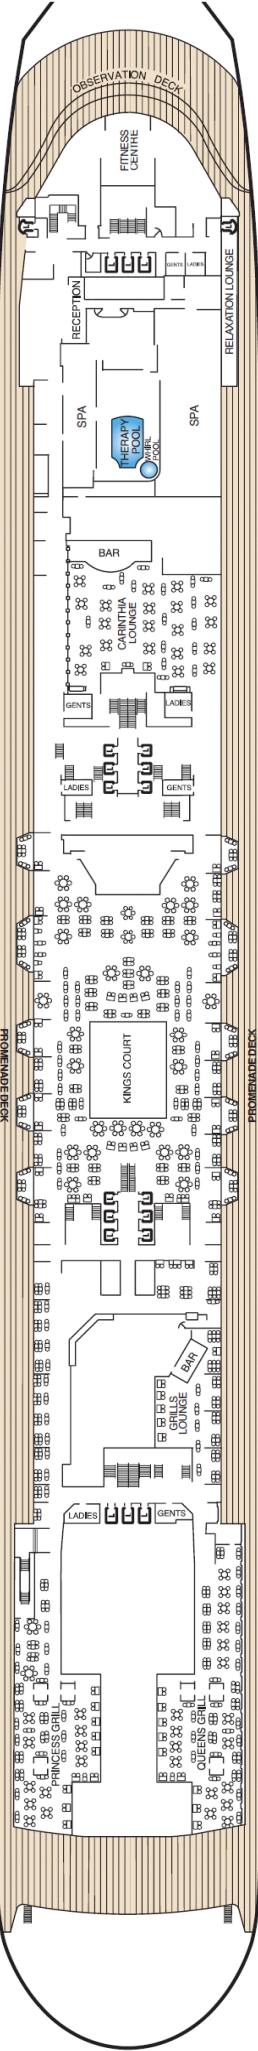 OBSERVATION DECK
FITNESS
CENTRE
GENTS
LADIES
RECEPTION
RELAXATION LOUNGE
SPA
THERAPY
POOL
WHIRL
POOL
SPA
BAR
CARINTHIA
LOUNGE
GENTS
LADIES
LADIES
GENTS
KINGS COURT
PROMENADE DECK
PROMENADE DECK
BAR
GRILLS
LOUNGE
LADIES
GENTS
PRINCESS GRILL
QUEENS GRILL